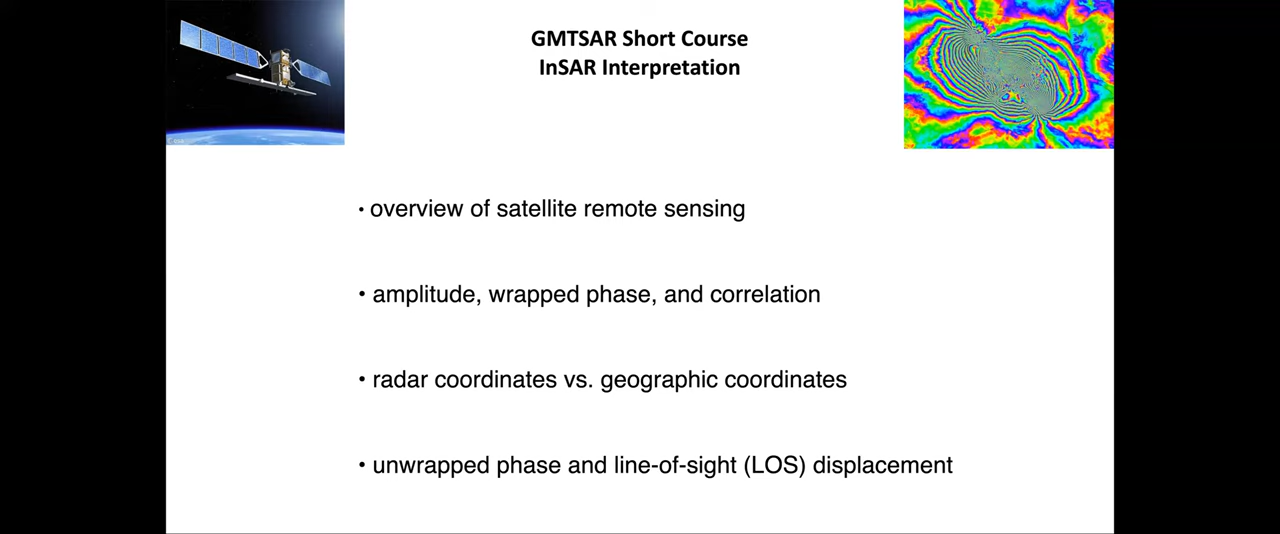 GMTSAR Short Course
InSAR Interpretation
• overview of satellite remote sensing
• amplitude, wrapped phase, and correlation
• radar coordinates vs. geographic coordinates
• unwrapped phase and line-of-sight (LOS) displacement